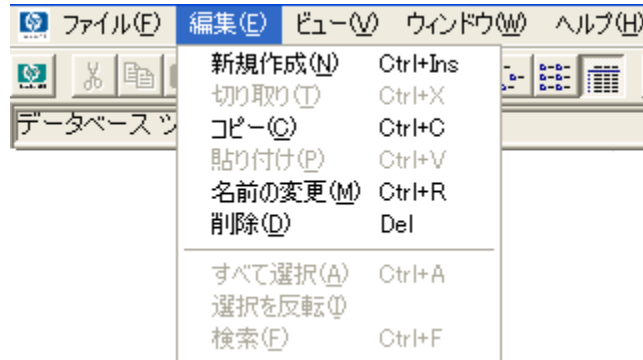 ファイル(F) 編集(E) ビュー(V) ウィンドウ(W) ヘルプ(H)
新規作成(N) Ctrl+Ins
切り取り(T) Ctrl+X
データベース ツ
コピー(C) Ctrl+C
貼り付け(P) Ctrl+V
名前の変更(M) Ctrl+R
削除(D) Del
すべて選択(A) Ctrl+A
選択を反転(I)
検索(F) Ctrl+F